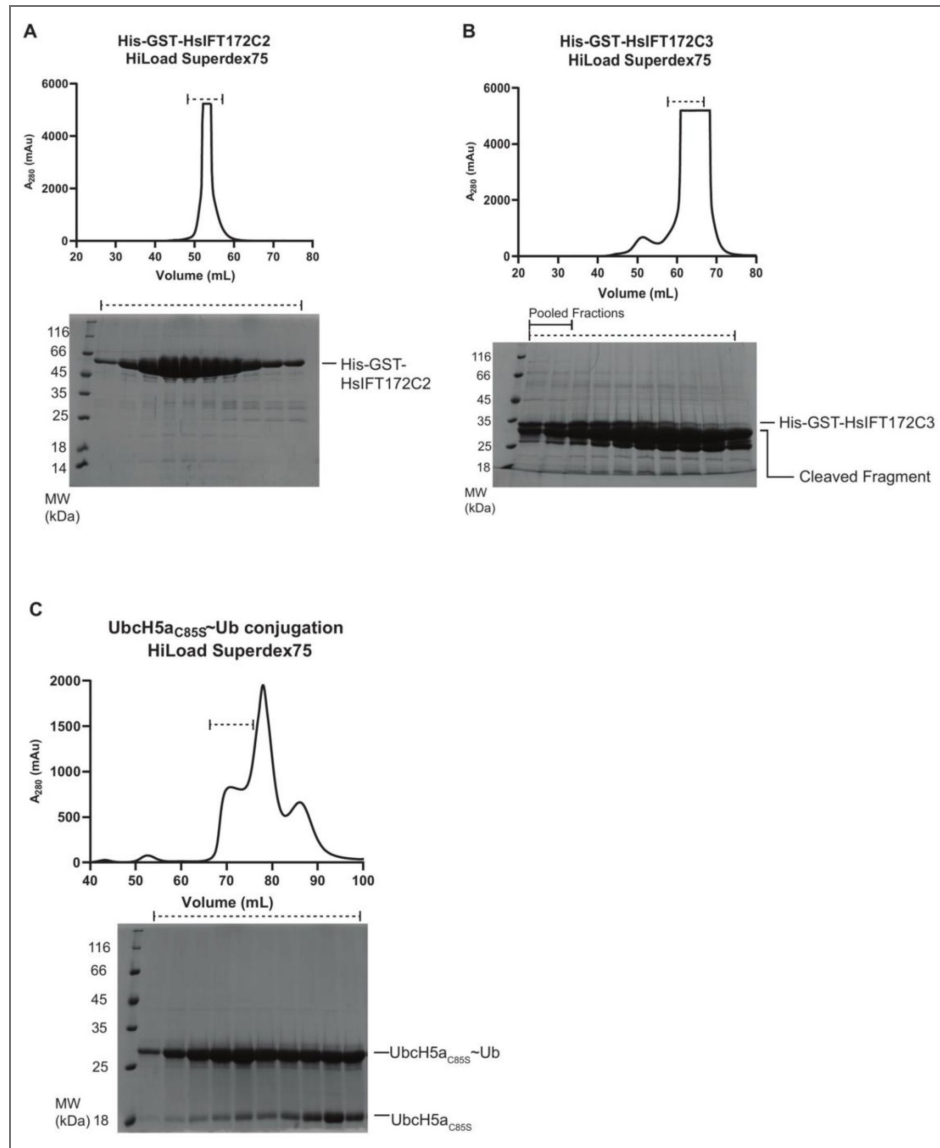 A
His-GST-HsIFT172C2
HiLoad Superdex75
6000
4000
2000
0
A280 (mAu)
20 30 40 50 60 70 80
Volume (mL)
116
66
45
35
25
18
14
MW
(kDa)
His-GST-
HsIFT172C2
B
His-GST-HsIFT172C3
HiLoad Superdex75
6000
4000
2000
0
A280 (mAu)
20 30 40 50 60 70 80
Volume (mL)
Pooled Fractions
116
66
45
35
25
18
MW
(kDa)
His-GST-HsIFT172C3
Cleaved Fragment
C
UbcH5aC85S~Ub conjugation
HiLoad Superdex75
2000
1500
1000
500
0
A280 (mAu)
40 50 60 70 80 90 100
Volume (mL)
116
66
45
35
25
MW
(kDa) 18
UbcH5aC85S~Ub
UbcH5aC85S